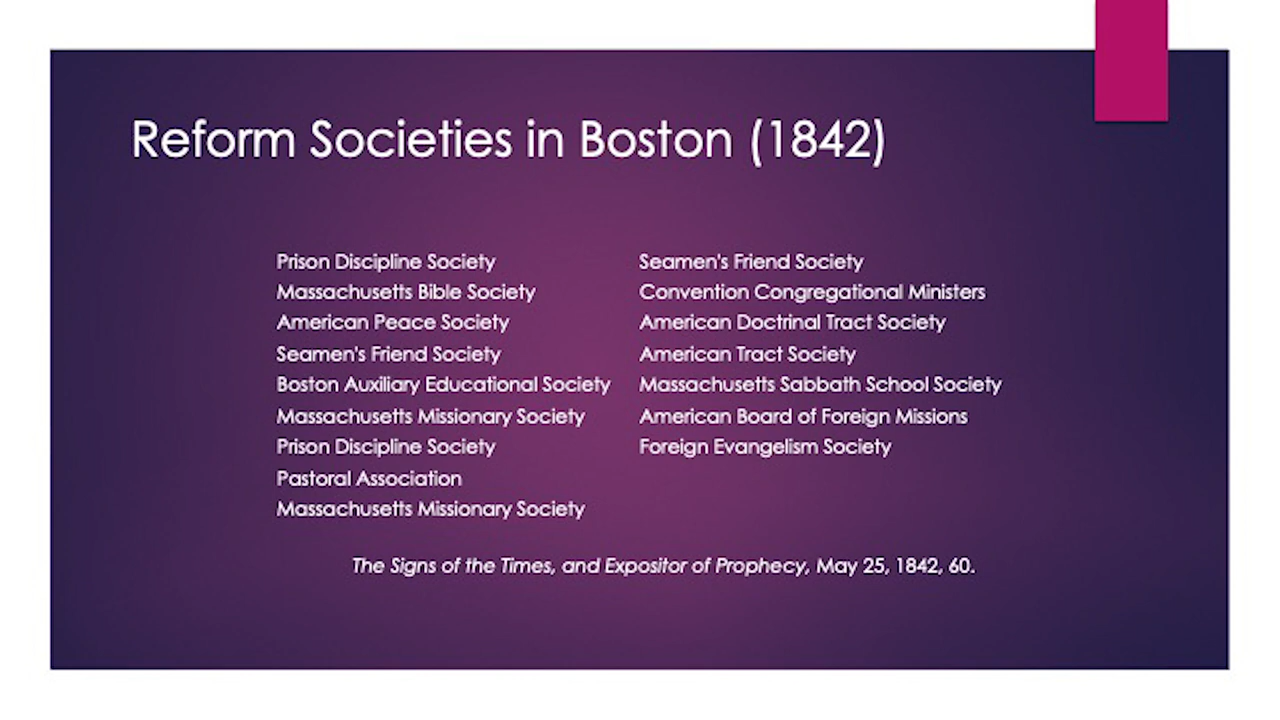 Reform Societies in Boston (1842)
Prison Discipline Society
Massachusetts Bible Society
American Peace Society
Seamen's Friend Society
Boston Auxiliary Educational Society
Massachusetts Missionary Society
Prison Discipline Society
Pastoral Association
Massachusetts Missionary Society
Seamen's Friend Society
Convention Congregational Ministers
American Doctrinal Tract Society
American Tract Society
Massachusetts Sabbath School Society
American Board of Foreign Missions
Foreign Evangelism Society
The Signs of the Times, and Expositor of Prophecy, May 25, 1842, 60.